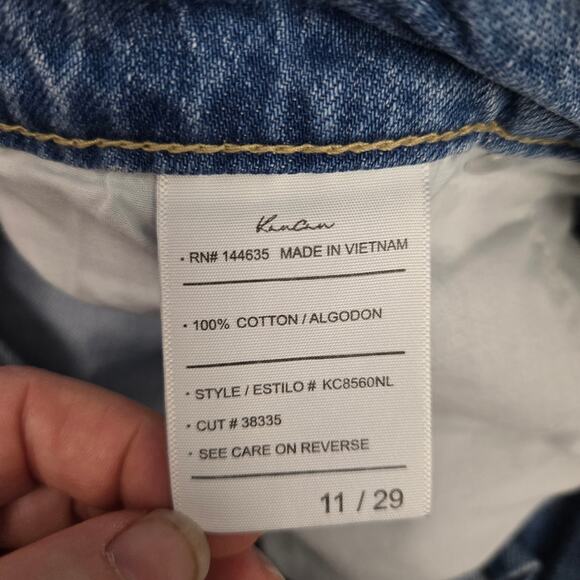 KanCan
· RN# 144635 MADE IN VIETNAM
· 100% COTTON / ALGODON
· STYLE / ESTILO # KC8560NL
· CUT # 38335
· SEE CARE ON REVERSE
11 / 29